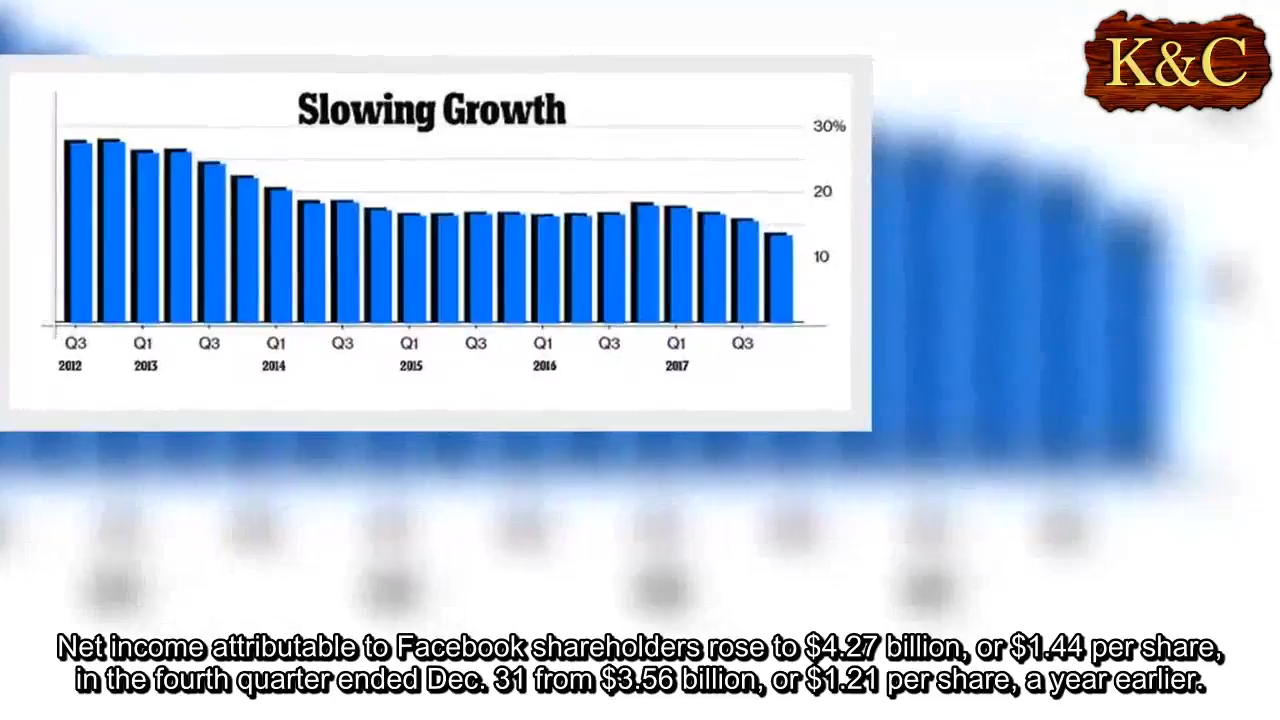 K&C
Slowing Growth
30%
20
10
Q3 Q1 Q3 Q1 Q3 Q1 Q3 Q1 Q3 Q1 Q3
2012 2013 2014 2015 2016 2017
Net income attributable to Facebook shareholders rose to $4.27 billion, or $1.44 per share,
in the fourth quarter ended Dec. 31 from $3.56 billion, or $1.21 per share, a year earlier.